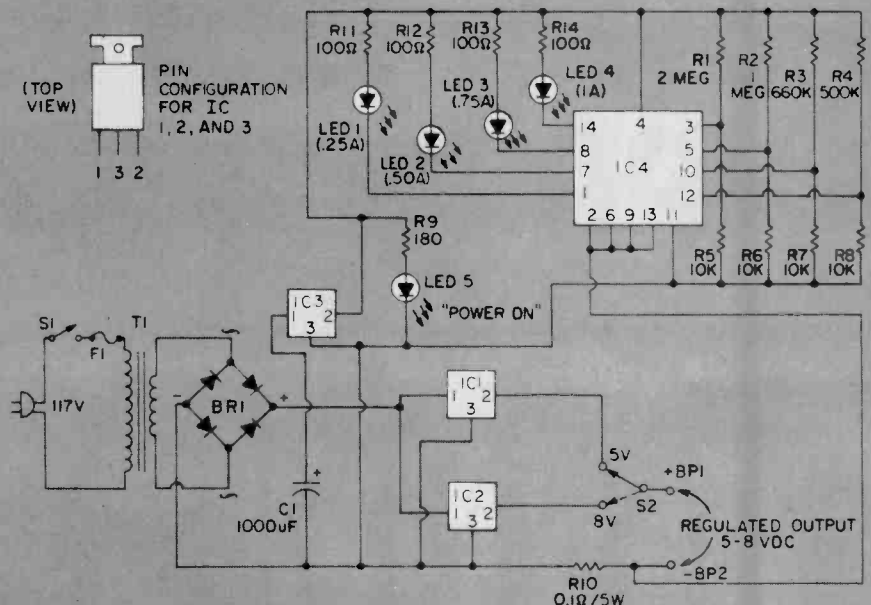 (TOP VIEW)
PIN CONFIGURATION FOR IC 1, 2, AND 3
1 3 2
R11 100Ω
R12 100Ω
R13 100Ω
R14 100Ω
LED 1 (.25A)
LED 2 (.50A)
LED 3 (.75A)
LED 4 (1A)
R1 2 MEG
R2 1 MEG
R3 660K
R4 500K
14 4 3
8 5
7 IC4 10
1 12
2 6 9 13 11
R5 10K
R6 10K
R7 10K
R8 10K
R9 180
LED 5
"POWER ON"
IC3
1 2
3
S1
F1
T1
117V
-
BR1
+
+
C1 1000uF
IC1
1 2
3
IC2
1 2
3
5V
8V
S2
+BP1
REGULATED OUTPUT
5-8 VDC
-BP2
R10
0.1Ω/5W